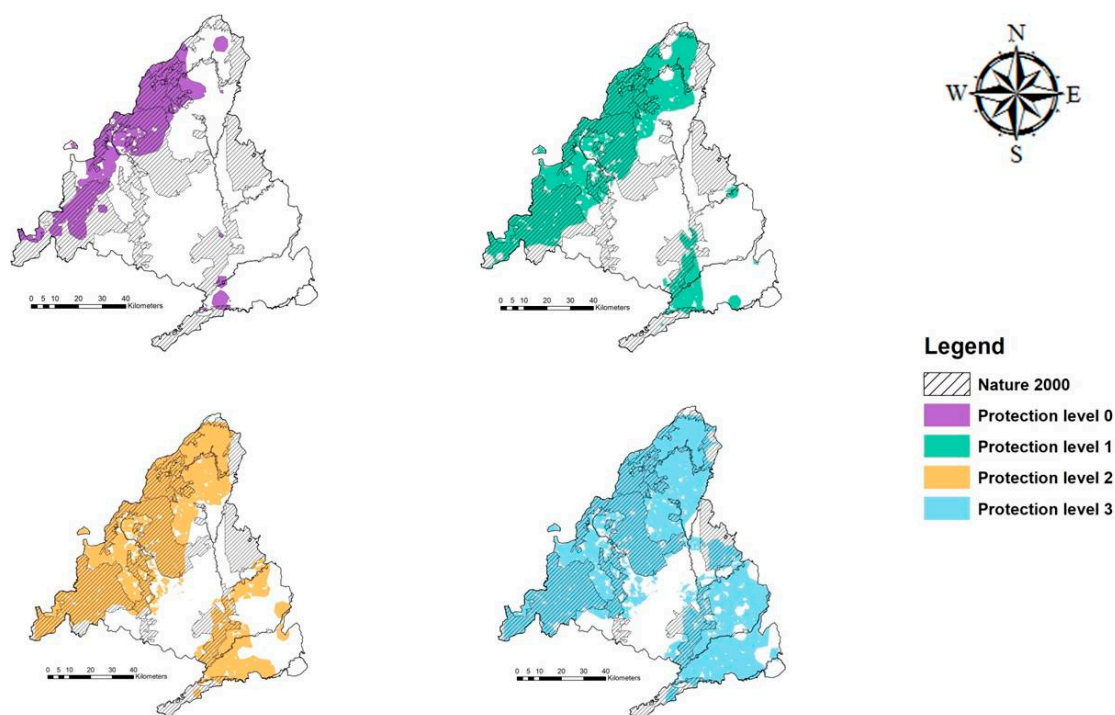 N
W E
S
0 5 10 20 30 40
Kilometers
0 5 10 20 30 40
Kilometers
Legend
Nature 2000
Protection level 0
Protection level 1
Protection level 2
Protection level 3
0 5 10 20 30 40
Kilometers
0 5 10 20 30 40
Kilometers